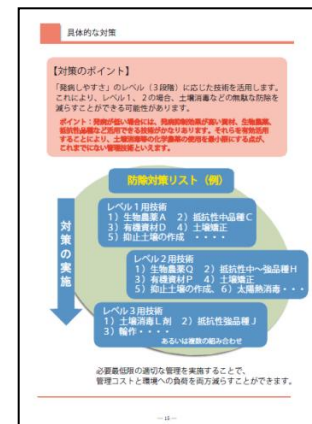 具体的な対策
【対策のポイント】
「発病しやすさ」のレベル（3段階）に応じた技術を活用します。
これにより、レベル1、2の場合、土壌消毒などの無駄な防除を
減らすことができる可能性があります。
ポイント：発病が低い場合には、発病抑制効果が高い資材、生物農薬、
抵抗性品種など活用できる技術がかなりあります。それらを有効活用
することにより、土壌消毒等の化学農薬の使用を最小限にする点が、
これまでにない管理技術といえます。
防除対策リスト（例）
対策の実施
レベル1用技術
1）生物農薬A 2）抵抗性中品種C
3）有機資材D 4）土壌矯正
5）抑止土壌の作成 ・・・・
レベル2用技術
1）生物農薬Q 2）抵抗性中～強品種H
3）有機資材P 4）土壌矯正
5）抑止土壌の作成、6）太陽熱消毒・・・
レベル3用技術
1）土壌消毒L剤 2）抵抗性強品種J
3）輪作・・・・
あるいは複数の組み合わせ
必要最低限の適切な管理を実施することで、
管理コストと環境への負荷を両方減らすことができます。